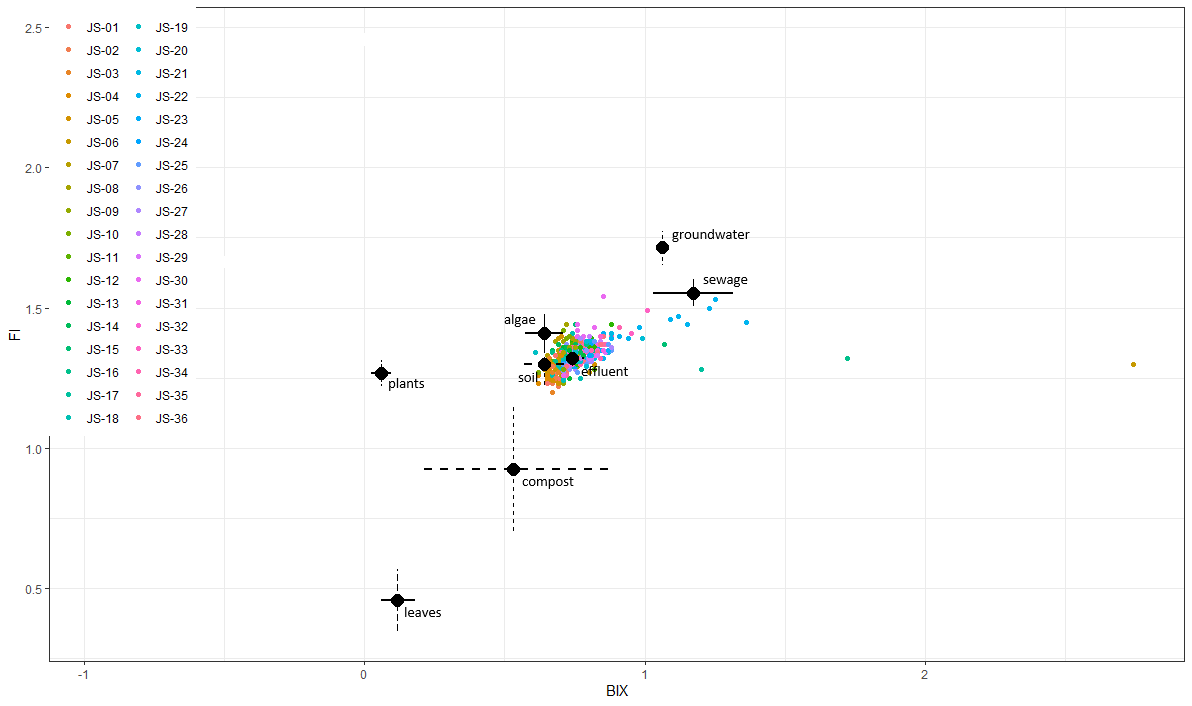 2.5
2.0
1.5
1.0
0.5
FI
JS-01 JS-19
JS-02 JS-20
JS-03 JS-21
JS-04 JS-22
JS-05 JS-23
JS-06 JS-24
JS-07 JS-25
JS-08 JS-26
JS-09 JS-27
JS-10 JS-28
JS-11 JS-29
JS-12 JS-30
JS-13 JS-31
JS-14 JS-32
JS-15 JS-33
JS-16 JS-34
JS-17 JS-35
JS-18 JS-36
groundwater
sewage
algae
effluent
soil
plants
compost
leaves
-1 0 1 2
BIX